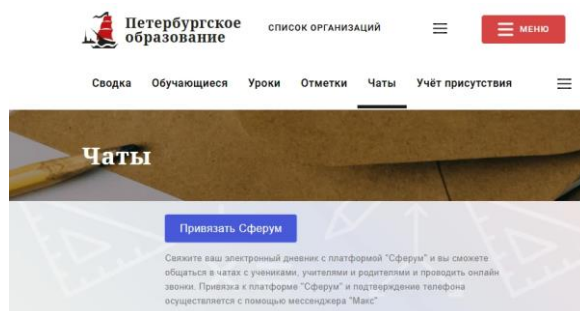 Петербургское образование
СПИСОК ОРГАНИЗАЦИЙ
МЕНЮ
Сводка Обучающиеся Уроки Отметки Чаты Учёт присутствия
Чаты
Привязать Сферум
Свяжите ваш электронный дневник с платформой "Сферум" и вы сможете
общаться в чатах с учениками, учителями и родителями и проводить онлайн
звонки. Привязка к платформе "Сферум" и подтверждение телефона
осуществляется с помощью мессенджера "Макс"